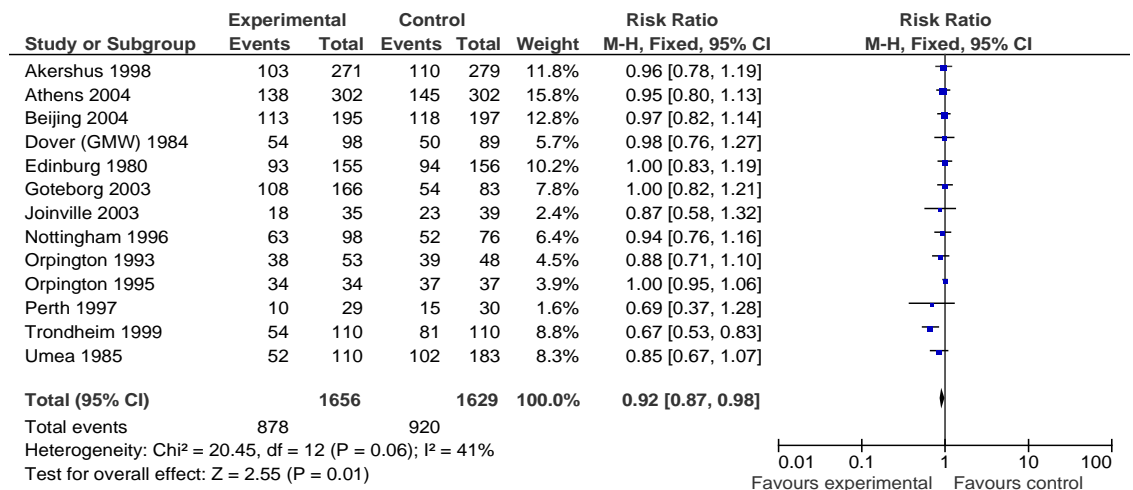 Experimental Control Risk Ratio Risk Ratio
Study or Subgroup Events Total Events Total Weight M-H, Fixed, 95% CI M-H, Fixed, 95% CI
Akershus 1998 103 271 110 279 11.8% 0.96 [0.78, 1.19]
Athens 2004 138 302 145 302 15.8% 0.95 [0.80, 1.13]
Beijing 2004 113 195 118 197 12.8% 0.97 [0.82, 1.14]
Dover (GMW) 1984 54 98 50 89 5.7% 0.98 [0.76, 1.27]
Edinburg 1980 93 155 94 156 10.2% 1.00 [0.83, 1.19]
Goteborg 2003 108 166 54 83 7.8% 1.00 [0.82, 1.21]
Joinville 2003 18 35 23 39 2.4% 0.87 [0.58, 1.32]
Nottingham 1996 63 98 52 76 6.4% 0.94 [0.76, 1.16]
Orpington 1993 38 53 39 48 4.5% 0.88 [0.71, 1.10]
Orpington 1995 34 34 37 37 3.9% 1.00 [0.95, 1.06]
Perth 1997 10 29 15 30 1.6% 0.69 [0.37, 1.28]
Trondheim 1999 54 110 81 110 8.8% 0.67 [0.53, 0.83]
Umea 1985 52 110 102 183 8.3% 0.85 [0.67, 1.07]
Total (95% CI) 1656 1629 100.0% 0.92 [0.87, 0.98]
Total events 878 920
Heterogeneity: Chi² = 20.45, df = 12 (P = 0.06); I² = 41%
Test for overall effect: Z = 2.55 (P = 0.01)
0.01 0.1 1 10 100
Favours experimental Favours control